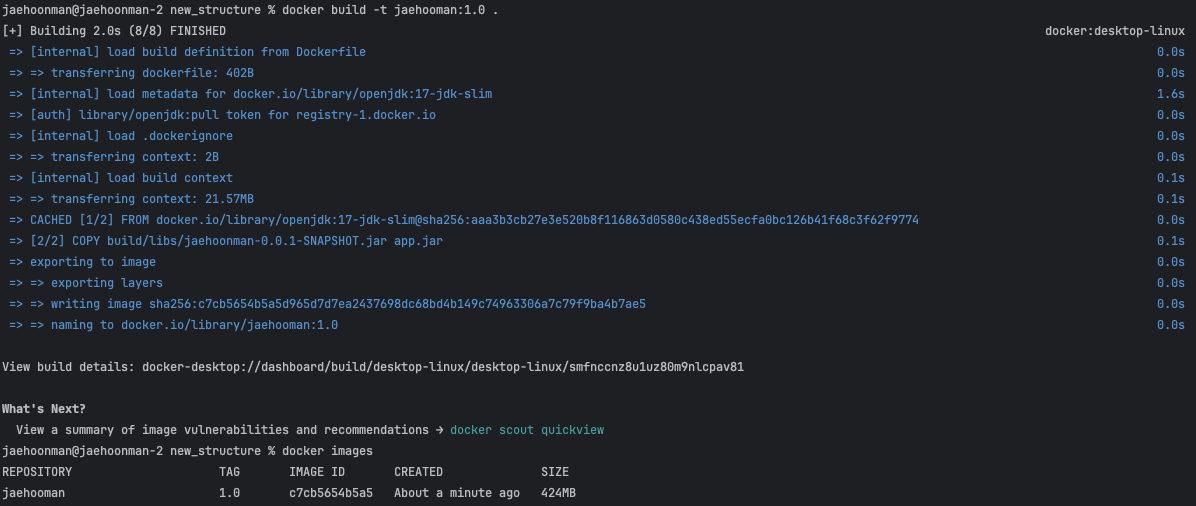 jaehoonman@jaehoonman-2 new_structure % docker build -t jaehooman:1.0 .
[+] Building 2.0s (8/8) FINISHED docker:desktop-linux
=> [internal] load build definition from Dockerfile 0.0s
=> => transferring dockerfile: 402B 0.0s
=> [internal] load metadata for docker.io/library/openjdk:17-jdk-slim 1.6s
=> [auth] library/openjdk:pull token for registry-1.docker.io 0.0s
=> [internal] load .dockerignore 0.0s
=> => transferring context: 2B 0.0s
=> [internal] load build context 0.1s
=> => transferring context: 21.57MB 0.1s
=> CACHED [1/2] FROM docker.io/library/openjdk:17-jdk-slim@sha256:aaa3b3cb27e3e520b8f116863d0580c438ed55ecfa0bc126b41f68c3f62f9774 0.0s
=> [2/2] COPY build/libs/jaehoonman-0.0.1-SNAPSHOT.jar app.jar 0.1s
=> exporting to image 0.0s
=> => exporting layers 0.0s
=> => writing image sha256:c7cb5654b5a5d965d7d7ea2437698dc68bd4b149c74963306a7c79f9ba4b7ae5 0.0s
=> => naming to docker.io/library/jaehooman:1.0 0.0s
View build details: docker-desktop://dashboard/build/desktop-linux/desktop-linux/smfnccnz8u1uz80m9nlcpav81
What's Next?
View a summary of image vulnerabilities and recommendations → docker scout quickview
jaehoonman@jaehoonman-2 new_structure % docker images
REPOSITORY TAG IMAGE ID CREATED SIZE
jaehooman 1.0 c7cb5654b5a5 About a minute ago 424MB